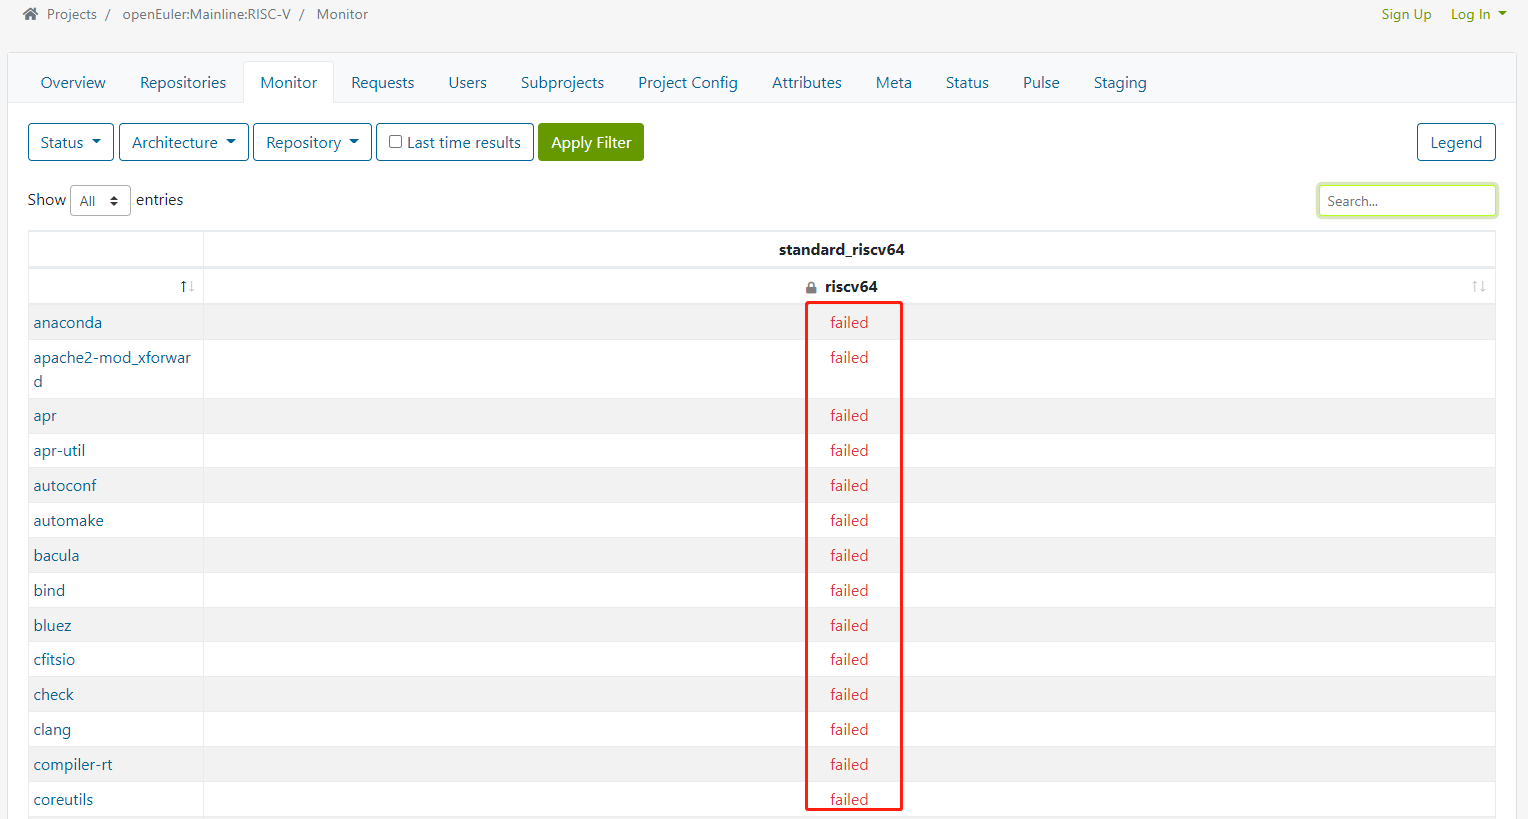 Projects / openEuler:Mainline:RISC-V / Monitor
Sign Up Log In
Overview Repositories Monitor Requests Users Subprojects Project Config Attributes Meta Status Pulse Staging
Status Architecture Repository Last time results Apply Filter Legend
Show All entries Search...
standard_riscv64
riscv64
anaconda failed
apache2-mod_xforwar failed
d
apr failed
apr-util failed
autoconf failed
automake failed
bacula failed
bind failed
bluez failed
cfitsio failed
check failed
clang failed
compiler-rt failed
coreutils failed